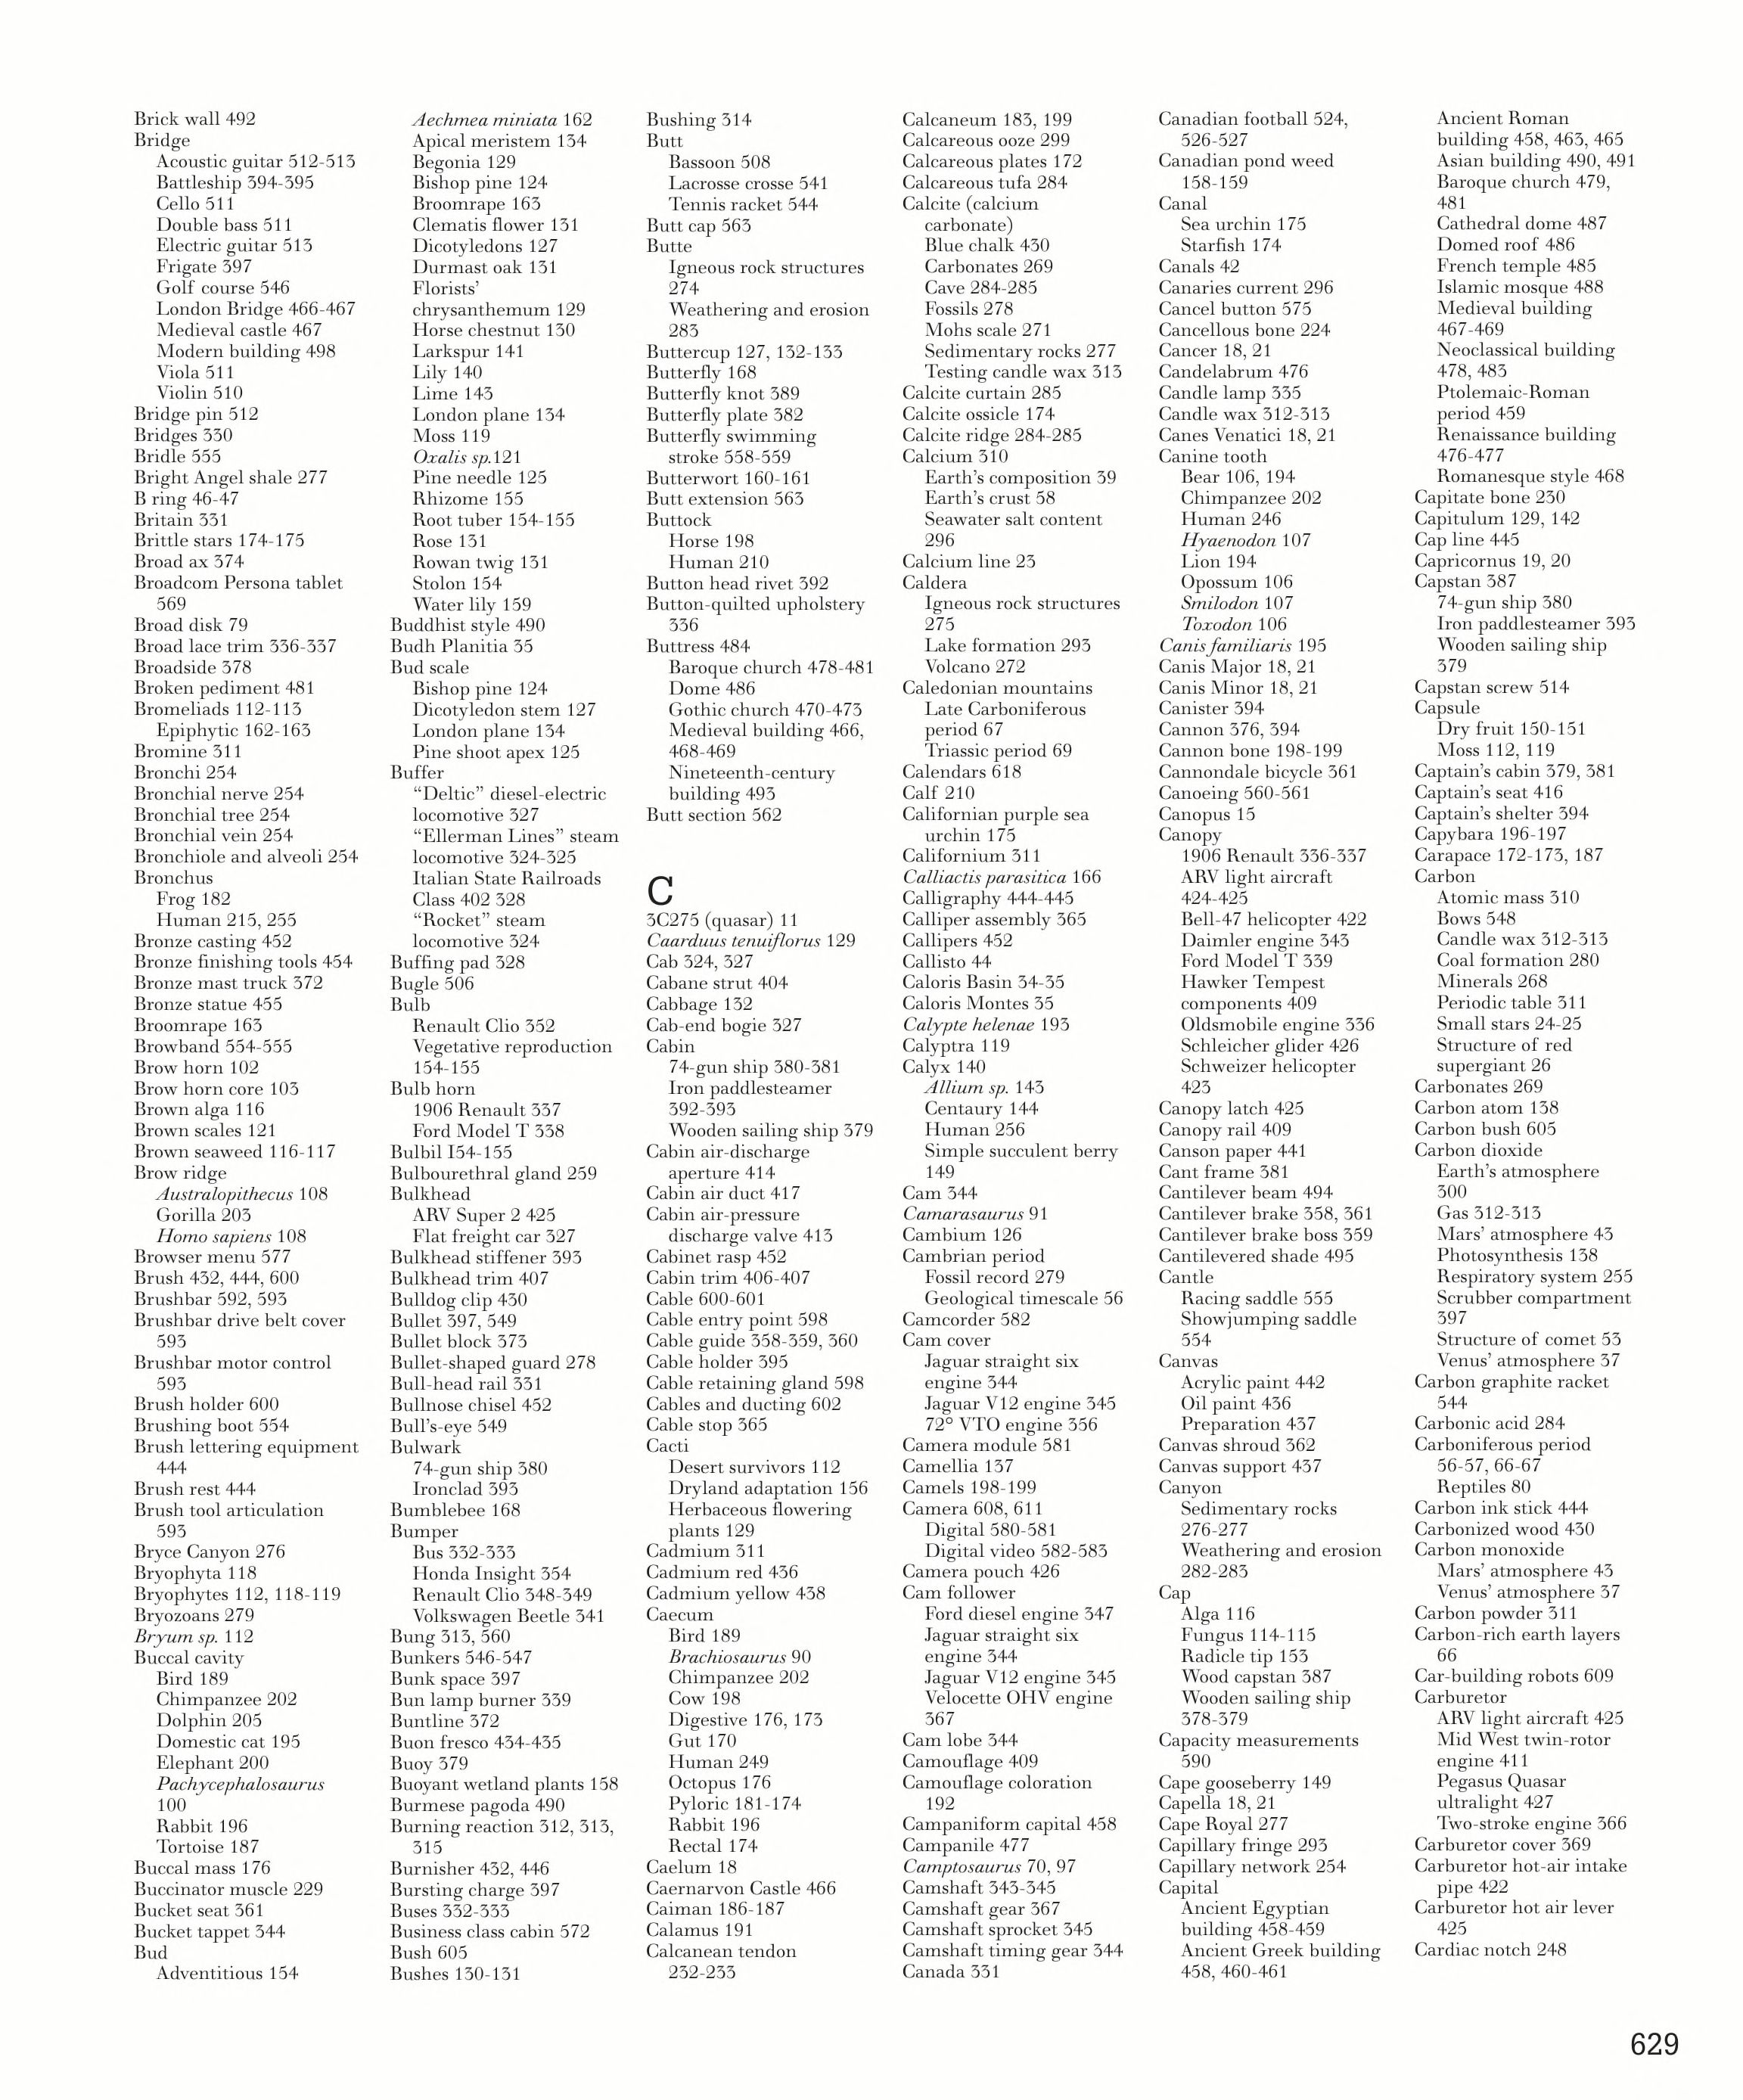 Brick wall 492
Bridge
Acoustic guitar 512-513
Battleship 394-395
Cello 511
Double bass 511
Electric guitar 513
Frigate 397
Golf course 546
London Bridge 466-467
Medieval castle 467
Modern building 498
Viola 511
Violin 510
Bridge pin 512
Bridges 330
Bridle 555
Bright Angel shale 277
B ring 46-47
Britain 331
Brittle stars 174-175
Broad ax 374
Broadcom Persona tablet
569
Broad disk 79
Broad lace trim 336-337
Broadside 378
Broken pediment 481
Bromeliads 112-113
Epiphytic 162-163
Bromine 311
Bronchi 254
Bronchial nerve 254
Bronchial tree 254
Bronchial vein 254
Bronchiole and alveoli 254
Bronchus
Frog 182
Human 215, 255
Bronze casting 452
Bronze finishing tools 454
Bronze mast truck 372
Bronze statue 455
Broomrape 163
Browband 554-555
Brow horn 102
Brow horn core 103
Brown alga 116
Brown scales 121
Brown seaweed 116-117
Brow ridge
Australopithecus 108
Gorilla 203
Homo sapiens 108
Browser menu 577
Brush 432, 444, 600
Brushbar 592, 593
Brushbar drive belt cover
593
Brushbar motor control
593
Brush holder 600
Brushing boot 554
Brush lettering equipment
444
Brush rest 444
Brush tool articulation
593
Bryce Canyon 276
Bryophyta 118
Bryophytes 112, 118-119
Bryozoans 279
Bryum sp. 112
Buccal cavity
Bird 189
Chimpanzee 202
Dolphin 205
Domestic cat 195
Elephant 200
Pachycephalosaurus
100
Rabbit 196
Tortoise 187
Buccal mass 176
Buccinator muscle 229
Bucket seat 361
Bucket tappet 344
Bud
Adventitious 154
Aechmea miniata 162
Apical meristem 134
Begonia 129
Bishop pine 124
Broomrape 163
Clematis flower 131
Dicotyledons 127
Durmast oak 131
Florists'
chrysanthemum 129
Horse chestnut 130
Larkspur 141
Lily 140
Lime 143
London plane 134
Moss 119
Oxalis sp.121
Pine needle 125
Rhizome 155
Root tuber 154-155
Rose 131
Rowan twig 131
Stolon 154
Water lily 159
Buddhist style 490
Budh Planitia 35
Bud scale
Bishop pine 124
Dicotyledon stem 127
London plane 134
Pine shoot apex 125
Buffer
“Deltic” diesel-electric
locomotive 327
“Ellerman Lines” steam
locomotive 324-325
Italian State Railroads
Class 402 328
“Rocket” steam
locomotive 324
Buffing pad 328
Bugle 506
Bulb
Renault Clio 352
Vegetative reproduction
154-155
Bulb horn
1906 Renault 337
Ford Model T 338
Bulbil I54-155
Bulbourethral gland 259
Bulkhead
ARV Super 2 425
Flat freight car 327
Bulkhead stiffener 393
Bulkhead trim 407
Bulldog clip 430
Bullet 397, 549
Bullet block 373
Bullet-shaped guard 278
Bull-head rail 331
Bullnose chisel 452
Bull's-eye 549
Bulwark
74-gun ship 380
Ironclad 393
Bumblebee 168
Bumper
Bus 332-333
Honda Insight 354
Renault Clio 348-349
Volkswagen Beetle 341
Bung 313, 560
Bunkers 546-547
Bunk space 397
Bun lamp burner 339
Buntline 372
Buon fresco 434-435
Buoy 379
Buoyant wetland plants 158
Burmese pagoda 490
Burning reaction 312, 313,
315
Burnisher 432, 446
Bursting charge 397
Buses 332-333
Business class cabin 572
Bush 605
Bushes 130-131
Bushing 314
Butt
Bassoon 508
Lacrosse crosse 541
Tennis racket 544
Butt cap 563
Butte
Igneous rock structures
274
Weathering and erosion
283
Buttercup 127, 132-133
Butterfly 168
Butterfly knot 389
Butterfly plate 382
Butterfly swimming
stroke 558-559
Butterwort 160-161
Butt extension 563
Buttock
Horse 198
Human 210
Button head rivet 392
Button-quilted upholstery
336
Buttress 484
Baroque church 478-481
Dome 486
Gothic church 470-473
Medieval building 466,
468-469
Nineteenth-century
building 493
Butt section 562
C
3C275 (quasar) 11
Caarduus tenuiflorus 129
Cab 324, 327
Cabane strut 404
Cabbage 132
Cab-end bogie 327
Cabin
74-gun ship 380-381
Iron paddlesteamer
392-393
Wooden sailing ship 379
Cabin air-discharge
aperture 414
Cabin air duct 417
Cabin air-pressure
discharge valve 413
Cabinet rasp 452
Cabin trim 406-407
Cable 600-601
Cable entry point 598
Cable guide 358-359, 360
Cable holder 395
Cable retaining gland 598
Cables and ducting 602
Cable stop 365
Cacti
Desert survivors 112
Dryland adaptation 156
Herbaceous flowering
plants 129
Cadmium 311
Cadmium red 436
Cadmium yellow 438
Caecum
Bird 189
Brachiosaurus 90
Chimpanzee 202
Cow 198
Digestive 176, 173
Gut 170
Human 249
Octopus 176
Pyloric 181-174
Rabbit 196
Rectal 174
Caelum 18
Caernarvon Castle 466
Caiman 186-187
Calamus 191
Calcanean tendon
232-233
Calcaneum 183, 199
Calcareous ooze 299
Calcareous plates 172
Calcareous tufa 284
Calcite (calcium
carbonate)
Blue chalk 430
Carbonates 269
Cave 284-285
Fossils 278
Mohs scale 271
Sedimentary rocks 277
Testing candle wax 313
Calcite curtain 285
Calcite ossicle 174
Calcite ridge 284-285
Calcium 310
Earth's composition 39
Earth's crust 58
Seawater salt content
296
Calcium line 23
Caldera
Igneous rock structures
275
Lake formation 293
Volcano 272
Caledonian mountains
Late Carboniferous
period 67
Triassic period 69
Calendars 618
Calf 210
Californian purple sea
urchin 175
Californium 311
Calliactis parasitica 166
Calligraphy 444-445
Calliper assembly 365
Callipers 452
Callisto 44
Caloris Basin 34-35
Caloris Montes 35
Calypte helenae 193
Calyptra 119
Calyx 140
Allium sp. 143
Centaury 144
Human 256
Simple succulent berry
149
Cam 344
Camarasaurus 91
Cambium 126
Cambrian period
Fossil record 279
Geological timescale 56
Camcorder 582
Cam cover
Jaguar straight six
engine 344
Jaguar V12 engine 345
72° VTO engine 356
Camera module 581
Camellia 137
Camels 198-199
Camera 608, 611
Digital 580-581
Digital video 582-583
Camera pouch 426
Cam follower
Ford diesel engine 347
Jaguar straight six
engine 344
Jaguar V12 engine 345
Velocette OHV engine
367
Cam lobe 344
Camouflage 409
Camouflage coloration
192
Campaniform capital 458
Campanile 477
Camptosaurus 70, 97
Camshaft 343-345
Camshaft gear 367
Camshaft sprocket 345
Camshaft timing gear 344
Canada 331
Canadian football 524,
526-527
Canadian pond weed
158-159
Canal
Sea urchin 175
Starfish 174
Canals 42
Canaries current 296
Cancel button 575
Cancellous bone 224
Cancer 18, 21
Candelabrum 476
Candle lamp 335
Candle wax 312-313
Canes Venatici 18, 21
Canine tooth
Bear 106, 194
Chimpanzee 202
Human 246
Hyaenodon 107
Lion 194
Opossum 106
Smilodon 107
Toxodon 106
Canis familiaris 195
Canis Major 18, 21
Canis Minor 18, 21
Canister 394
Cannon 376, 394
Cannon bone 198-199
Cannondale bicycle 361
Canoeing 560-561
Canopus 15
Canopy
1906 Renault 336-337
ARV light aircraft
424-425
Bell-47 helicopter 422
Daimler engine 343
Ford Model T 339
Hawker Tempest
components 409
Oldsmobile engine 336
Schleicher glider 426
Schweizer helicopter
423
Canopy latch 425
Canopy rail 409
Canson paper 441
Cant frame 381
Cantilever beam 494
Cantilever brake 358, 361
Cantilever brake boss 359
Cantilevered shade 495
Cantle
Racing saddle 555
Showjumping saddle
554
Canvas
Acrylic paint 442
Oil paint 436
Preparation 437
Canvas shroud 362
Canvas support 437
Canyon
Sedimentary rocks
276-277
Weathering and erosion
282-283
Cap
Alga 116
Fungus 114-115
Radicle tip 153
Wood capstan 387
Wooden sailing ship
378-379
Capacity measurements
590
Cape gooseberry 149
Capella 18, 21
Cape Royal 277
Capillary fringe 293
Capillary network 254
Capital
Ancient Egyptian
building 458-459
Ancient Greek building
458, 460-461
Ancient Roman
building 458, 463, 465
Asian building 490, 491
Baroque church 479,
481
Cathedral dome 487
Domed roof 486
French temple 485
Islamic mosque 488
Medieval building
467-469
Neoclassical building
478, 483
Ptolemaic-Roman
period 459
Renaissance building
476-477
Romanesque style 468
Capitate bone 230
Capitulum 129, 142
Cap line 445
Capricornus 19, 20
Capstan 387
74-gun ship 380
Iron paddlesteamer 393
Wooden sailing ship
379
Capstan screw 514
Capsule
Dry fruit 150-151
Moss 112, 119
Captain's cabin 379, 381
Captain's seat 416
Captain's shelter 394
Capybara 196-197
Carapace 172-173, 187
Carbon
Atomic mass 310
Bows 548
Candle wax 312-313
Coal formation 280
Minerals 268
Periodic table 311
Small stars 24-25
Structure of red
supergiant 26
Carbonates 269
Carbon atom 138
Carbon bush 605
Carbon dioxide
Earth's atmosphere
300
Gas 312-313
Mars' atmosphere 43
Photosynthesis 138
Respiratory system 255
Scrubber compartment
397
Structure of comet 53
Venus' atmosphere 37
Carbon graphite racket
544
Carbonic acid 284
Carboniferous period
56-57, 66-67
Reptiles 80
Carbon ink stick 444
Carbonized wood 430
Carbon monoxide
Mars' atmosphere 43
Venus' atmosphere 37
Carbon powder 311
Carbon-rich earth layers
66
Car-building robots 609
Carburetor
ARV light aircraft 425
Mid West twin-rotor
engine 411
Pegasus Quasar
ultralight 427
Two-stroke engine 366
Carburetor cover 369
Carburetor hot-air intake
pipe 422
Carburetor hot air lever
425
Cardiac notch 248
629